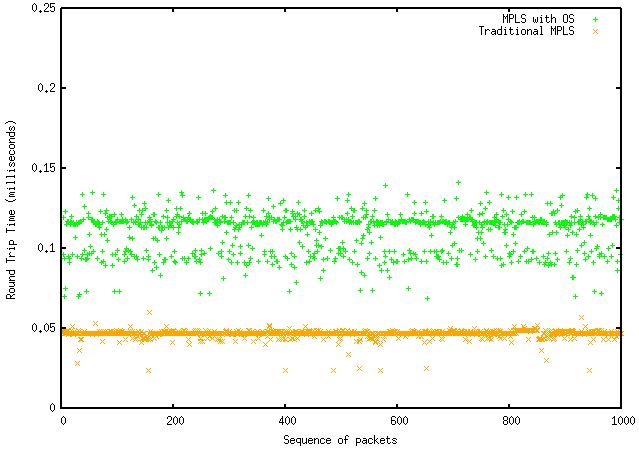 0.25
MPLS with OS
Traditional MPLS
0.2
0.15
0.1
0.05
0
Round Trip Time (milliseconds)
0 200 400 600 800 1000
Sequence of packets